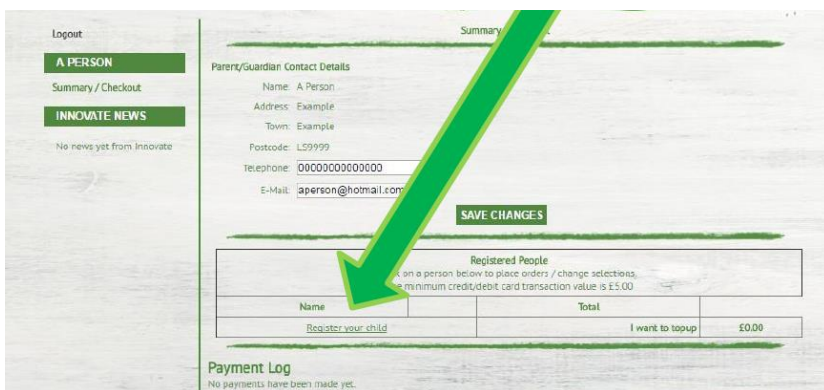 Logout
A PERSON
Summary / Checkout
INNOVATE NEWS
No news yet from Innovate
Summary
Parent/Guardian Contact Details
Name: A Person
Address: Example
Town: Example
Postcode: LS9999
Telephone: 00000000000000
E-Mail: aperson@hotmail.com
SAVE CHANGES
Registered People
on a person below to place orders / change selections,
minimum credit/debit card transaction value is £5.00
Name Total
Register your child I want to topup £0.00
Payment Log
No payments have been made yet.